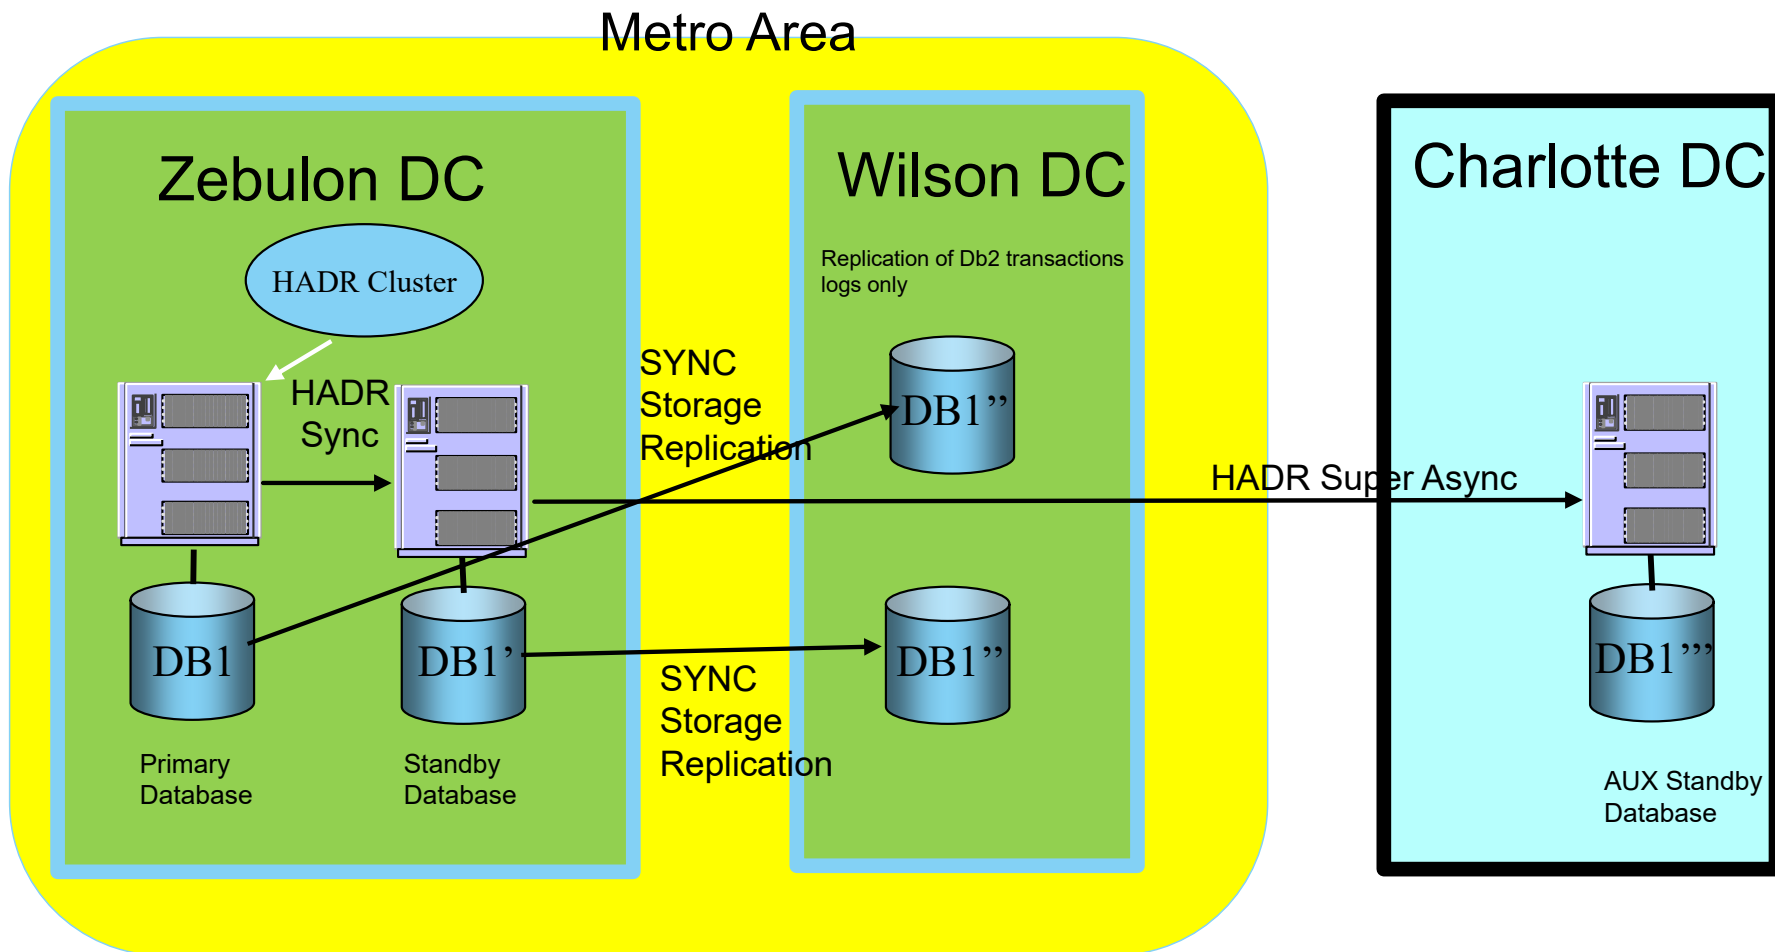 Metro Area
Zebulon DC
HADR Cluster
HADR
Sync
DB1
DB1’
Primary
Database
Standby
Database
SYNC
Storage
Replication
SYNC
Storage
Replication
Wilson DC
Replication of Db2 transactions
logs only
DB1’’
DB1’’
HADR Super Async
Charlotte DC
DB1’’’
AUX Standby
Database